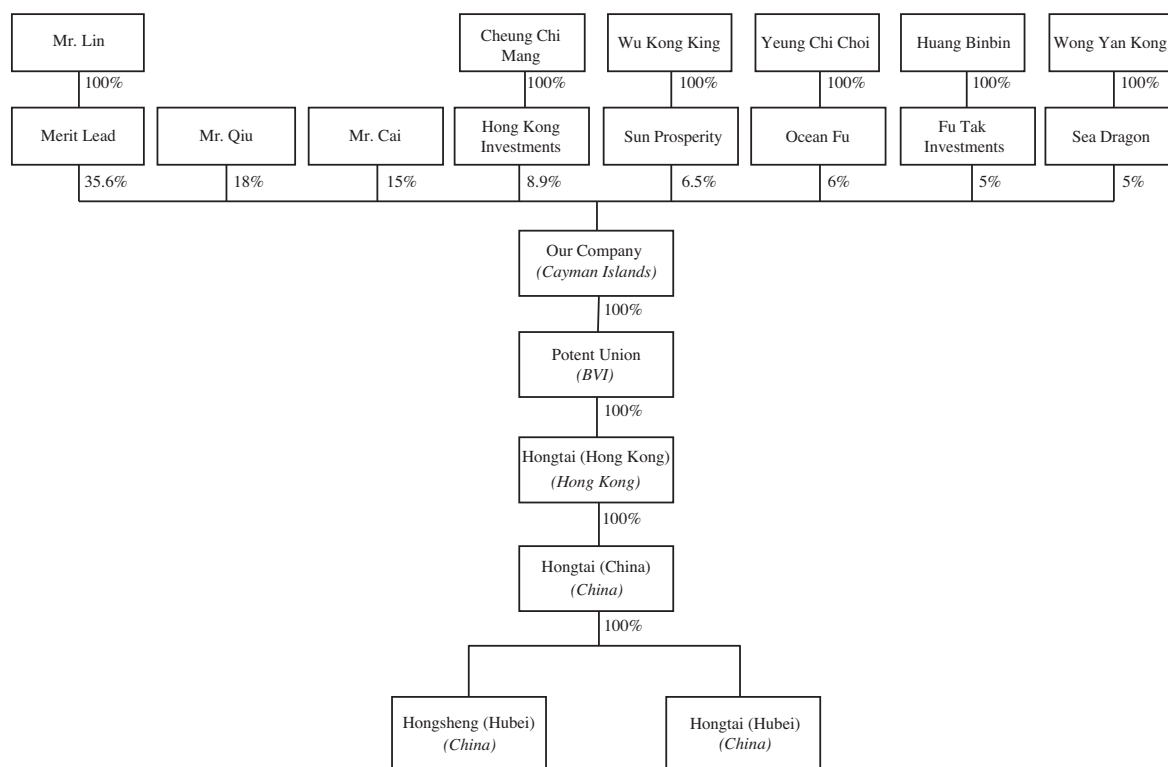 Mr. Lin
Cheung Chi
Mang
Wu Kong King
Yeung Chi Choi
Huang Binbin
Wong Yan Kong
100%
100%
100%
100%
100%
100%
Merit Lead
Mr. Qiu
Mr. Cai
Hong Kong
Investments
Sun Prosperity
Ocean Fu
Fu Tak
Investments
Sea Dragon
35.6%
18%
15%
8.9%
6.5%
6%
5%
5%
Our Company
(Cayman Islands)
100%
Potent Union
(BVI)
100%
Hongtai (Hong Kong)
(Hong Kong)
100%
Hongtai (China)
(China)
100%
Hongsheng (Hubei)
(China)
Hongtai (Hubei)
(China)